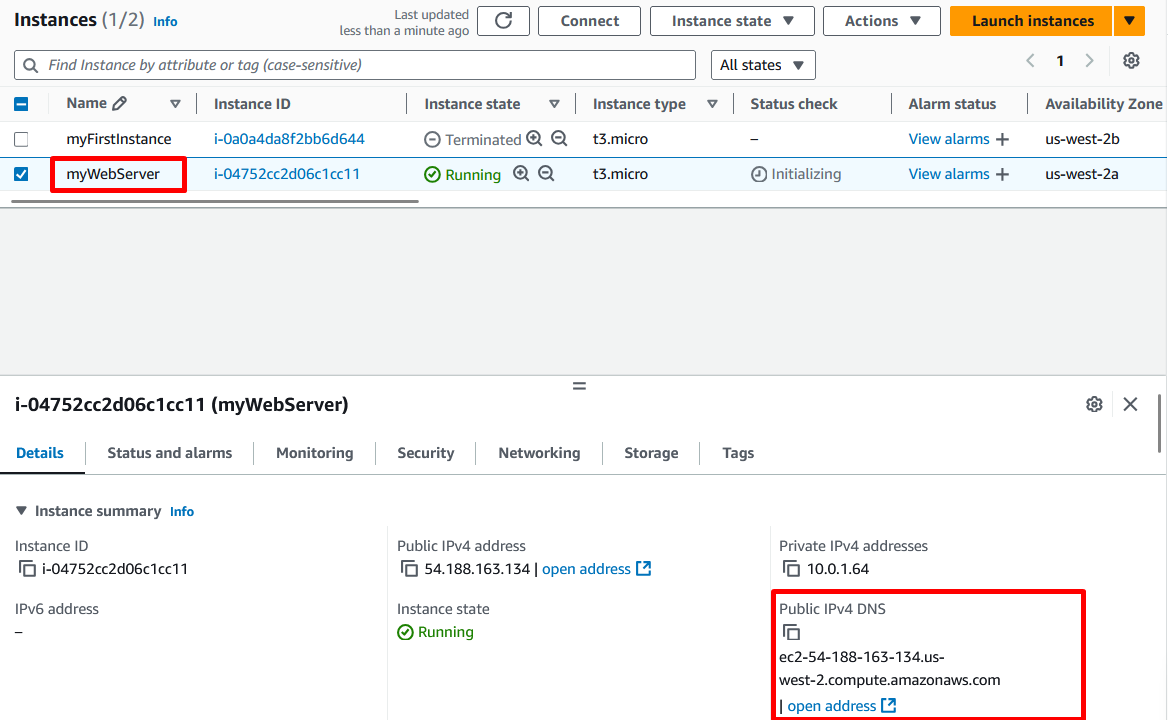 Instances (1/2) Info
Last updated
less than a minute ago
Connect
Instance state
Actions
Launch instances
Find Instance by attribute or tag (case-sensitive)
All states
1
Name Instance ID Instance state Instance type Status check Alarm status Availability Zone
myFirstInstance i-0a0a4da8f2bb6d644 Terminated t3.micro – View alarms + us-west-2b
myWebServer i-04752cc2d06c1cc11 Running t3.micro Initializing View alarms + us-west-2a
i-04752cc2d06c1cc11 (myWebServer)
Details Status and alarms Monitoring Security Networking Storage Tags
Instance summary Info
Instance ID
i-04752cc2d06c1cc11
Public IPv4 address
54.188.163.134 | open address
Private IPv4 addresses
10.0.1.64
IPv6 address
–
Instance state
Running
Public IPv4 DNS
ec2-54-188-163-134.us-
west-2.compute.amazonaws.com
| open address